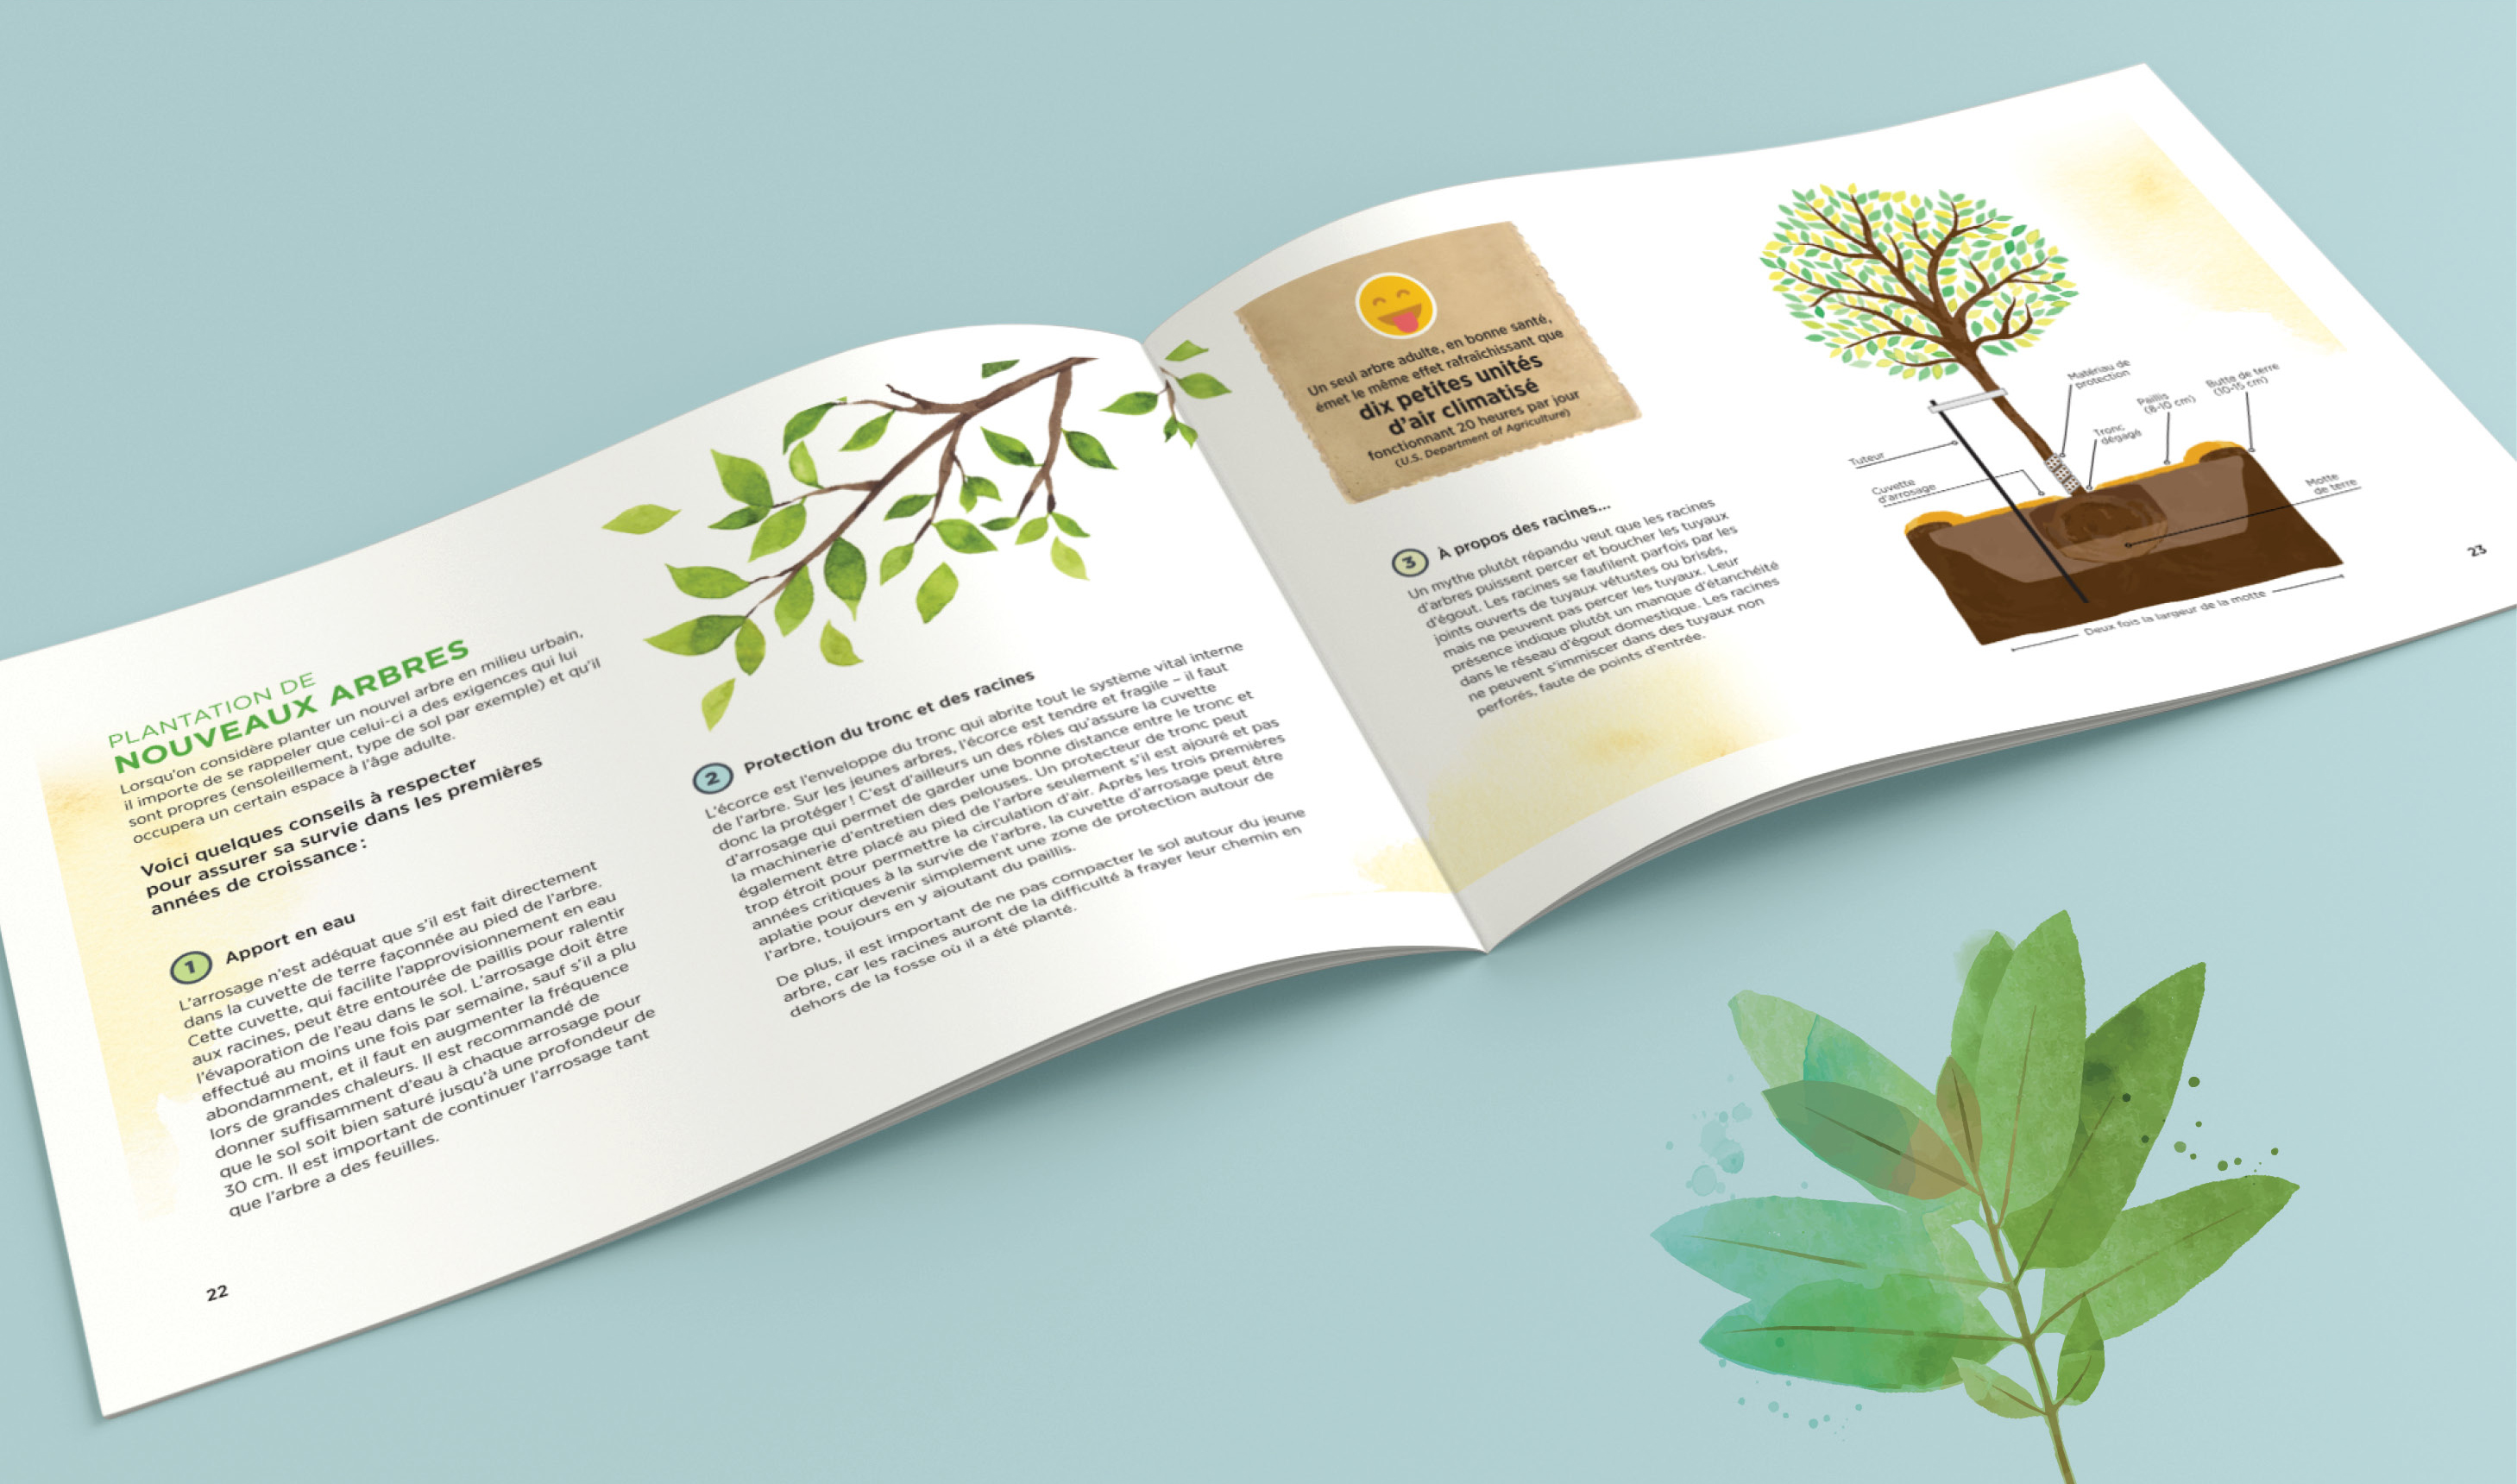 PLANTATION DE
NOUVEAUX ARBRES
Lorsqu'on considère planter un nouvel arbre en milieu urbain,
il importe de se rappeler que celui-ci a des exigences qui lui
sont propres (ensoleillement, type de sol par exemple) et qu'il
occupera un certain espace à l'âge adulte.
Voici quelques conseils à respecter
pour assurer sa survie dans les premières
années de croissance :
1 Apport en eau
L'arrosage n'est adéquat que s'il est fait directement
dans la cuvette de terre façonnée au pied de l'arbre.
Cette cuvette, qui facilite l'approvisionnement en eau
aux racines, peut être entourée de paillis pour ralentir
l'évaporation de l'eau dans le sol. L'arrosage doit être
effectué au moins une fois par semaine, sauf s'il a plu
abondamment, et il faut en augmenter la fréquence
lors de grandes chaleurs. Il est recommandé de
donner suffisamment d'eau à chaque arrosage pour
que le sol soit bien saturé jusqu'à une profondeur de
30 cm. Il est important de continuer l'arrosage tant
que l'arbre a des feuilles.
22
2 Protection du tronc et des racines
L'écorce est l'enveloppe du tronc qui abrite tout le système vital interne
de l'arbre. Sur les jeunes arbres, l'écorce est tendre et fragile – il faut
donc la protéger ! C'est d'ailleurs un des rôles qu'assure la cuvette
d'arrosage qui permet de garder une bonne distance entre le tronc et
la machinerie d'entretien des pelouses. Un protecteur de tronc peut
également être placé au pied de l'arbre seulement s'il est ajouré et pas
trop étroit pour permettre la circulation d'air. Après les trois premières
années critiques à la survie de l'arbre, la cuvette d'arrosage peut être
aplatie pour devenir simplement une zone de protection autour de
l'arbre, toujours en y ajoutant du paillis.
De plus, il est important de ne pas compacter le sol autour du jeune
arbre, car les racines auront de la difficulté à frayer leur chemin en
dehors de la fosse où il a été planté.
Un seul arbre adulte, en bonne santé,
émet le même effet rafraîchissant que
dix petites unités
d'air climatisé
fonctionnant 20 heures par jour
(U.S. Department of Agriculture)
3 À propos des racines...
Un mythe plutôt répandu veut que les racines
d'arbres puissent percer et boucher les tuyaux
d'égout. Les racines se faufilent parfois par les
joints ouverts de tuyaux vétustes ou brisés,
mais ne peuvent pas percer les tuyaux. Leur
présence indique plutôt un manque d'étanchéité
dans le réseau d'égout domestique. Les racines
ne peuvent s'immiscer dans des tuyaux non
perforés, faute de points d'entrée.
Matériau de
protection
Butte de terre
(10-15 cm)
Paillis
(8-10 cm)
Tronc
dégagé
Tuteur
Cuvette
d'arrosage
Motte
de terre
Deux fois la largeur de la motte
23